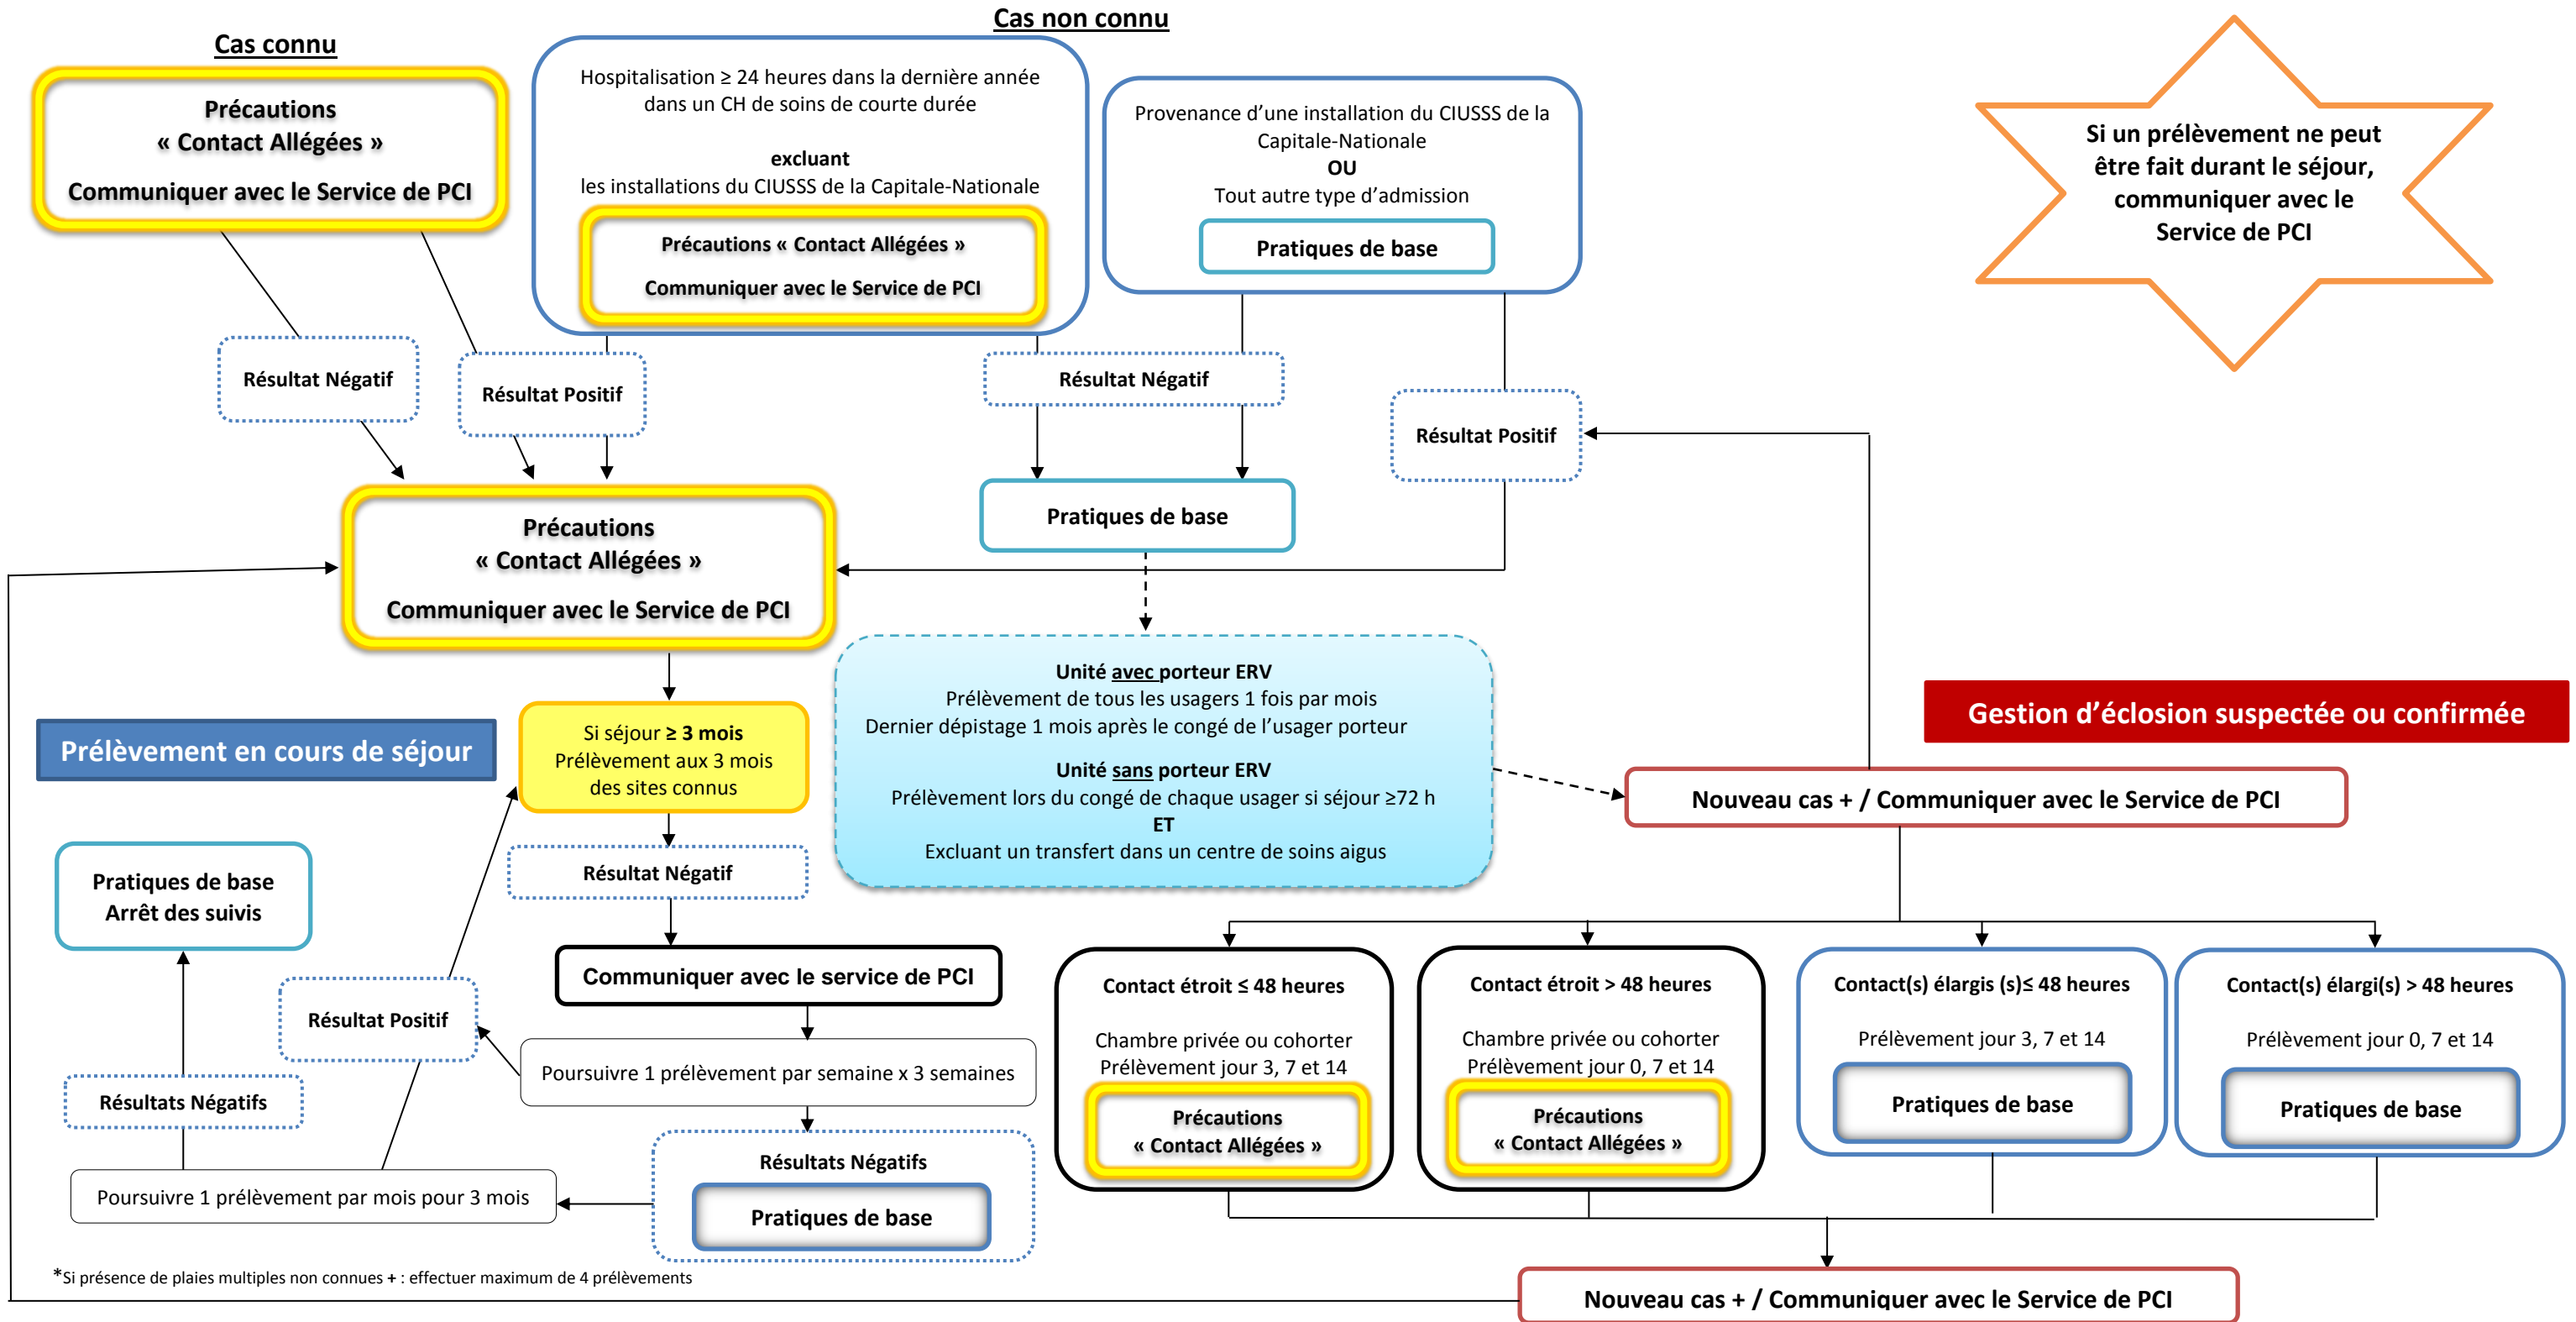 Cas connu
Précautions
« Contact Allégées »
Communiquer avec le Service de PCI
Cas non connu
Hospitalisation ≥ 24 heures dans la dernière année
dans un CH de soins de courte durée
excluant
les installations du CIUSSS de la Capitale-Nationale
Précautions « Contact Allégées »
Communiquer avec le Service de PCI
Provenance d’une installation du CIUSSS de la
Capitale-Nationale
OU
Tout autre type d’admission
Pratiques de base
Si un prélèvement ne peut
être fait durant le séjour,
communiquer avec le
Service de PCI
Résultat Négatif
Résultat Positif
Résultat Négatif
Résultat Positif
Précautions
« Contact Allégées »
Communiquer avec le Service de PCI
Pratiques de base
Unité avec porteur ERV
Prélèvement de tous les usagers 1 fois par mois
Dernier dépistage 1 mois après le congé de l’usager porteur
Unité sans porteur ERV
Prélèvement lors du congé de chaque usager si séjour ≥72 h
ET
Excluant un transfert dans un centre de soins aigus
Prélèvement en cours de séjour
Si séjour ≥ 3 mois
Prélèvement aux 3 mois
des sites connus
Résultat Négatif
Communiquer avec le service de PCI
Poursuivre 1 prélèvement par semaine x 3 semaines
Résultats Négatifs
Pratiques de base
Poursuivre 1 prélèvement par mois pour 3 mois
Résultat Positif
Résultats Négatifs
Pratiques de base
Arrêt des suivis
Gestion d’éclosion suspectée ou confirmée
Nouveau cas + / Communiquer avec le Service de PCI
Contact étroit ≤ 48 heures
Chambre privée ou cohorter
Prélèvement jour 3, 7 et 14
Précautions
« Contact Allégées »
Contact étroit > 48 heures
Chambre privée ou cohorter
Prélèvement jour 0, 7 et 14
Précautions
« Contact Allégées »
Contact(s) élargis (s)≤ 48 heures
Prélèvement jour 3, 7 et 14
Pratiques de base
Contact(s) élargi(s) > 48 heures
Prélèvement jour 0, 7 et 14
Pratiques de base
Nouveau cas + / Communiquer avec le Service de PCI
*Si présence de plaies multiples non connues + : effectuer maximum de 4 prélèvements